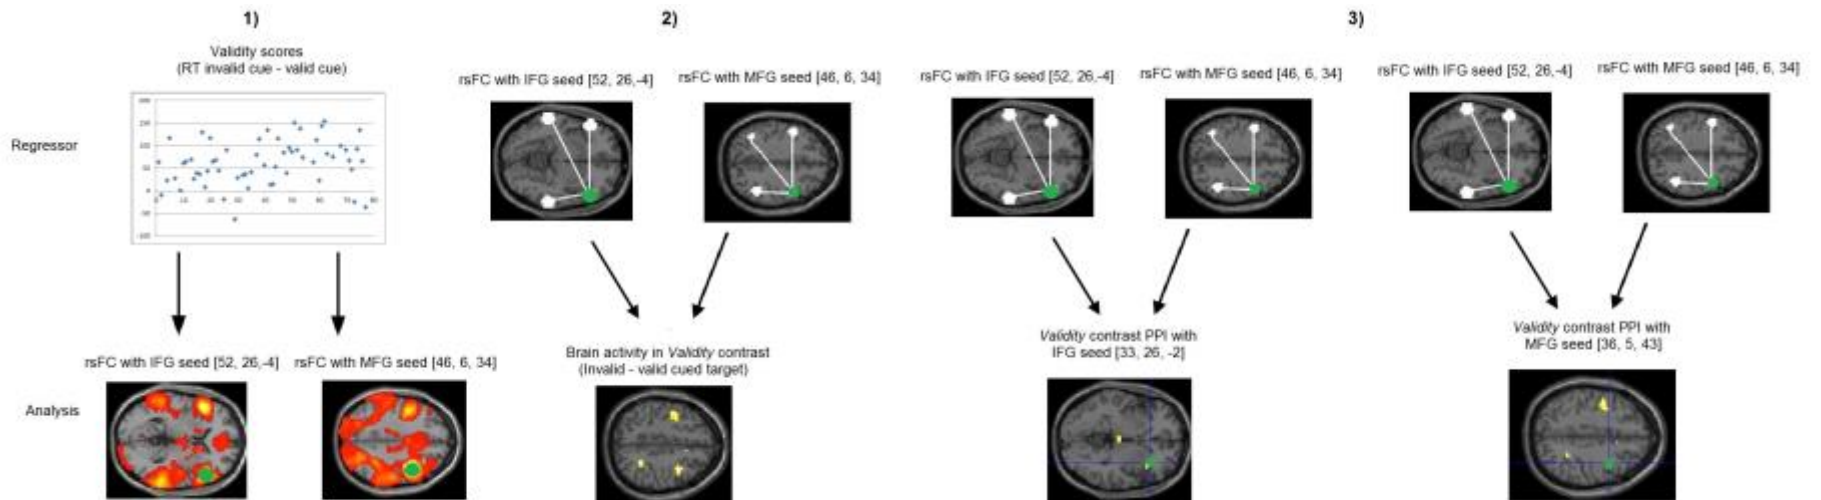 1)
2)
3)
Validity scores
(RT invalid cue - valid cue)
rsFC with IFG seed [52, 26,-4]
rsFC with MFG seed [46, 6, 34]
rsFC with IFG seed [52, 26,-4]
rsFC with MFG seed [46, 6, 34]
rsFC with IFG seed [52, 26,-4]
rsFC with MFG seed [46, 6, 34]
Regressor
rsFC with IFG seed [52, 26,-4]
rsFC with MFG seed [46, 6, 34]
Brain activity in Validity contrast
(Invalid - valid cued target)
Validity contrast PPI with
IFG seed [33, 26, -2]
Validity contrast PPI with
MFG seed [36, 5, 43]
Analysis